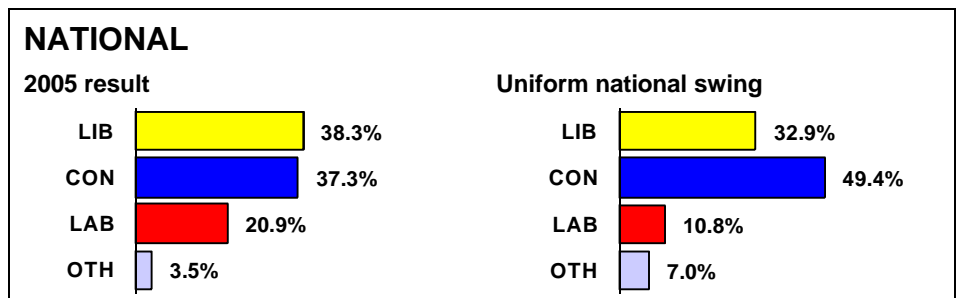 NATIONAL
2005 result
LIB 38.3%
CON 37.3%
LAB 20.9%
OTH 3.5%
Uniform national swing
LIB 32.9%
CON 49.4%
LAB 10.8%
OTH 7.0%